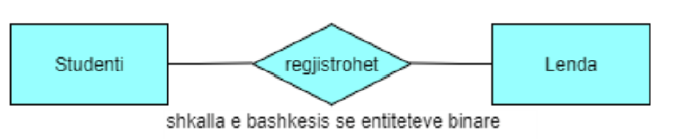 Studenti
regjistrohet
Lenda
shkalla e bashkesis se entiteteve binare